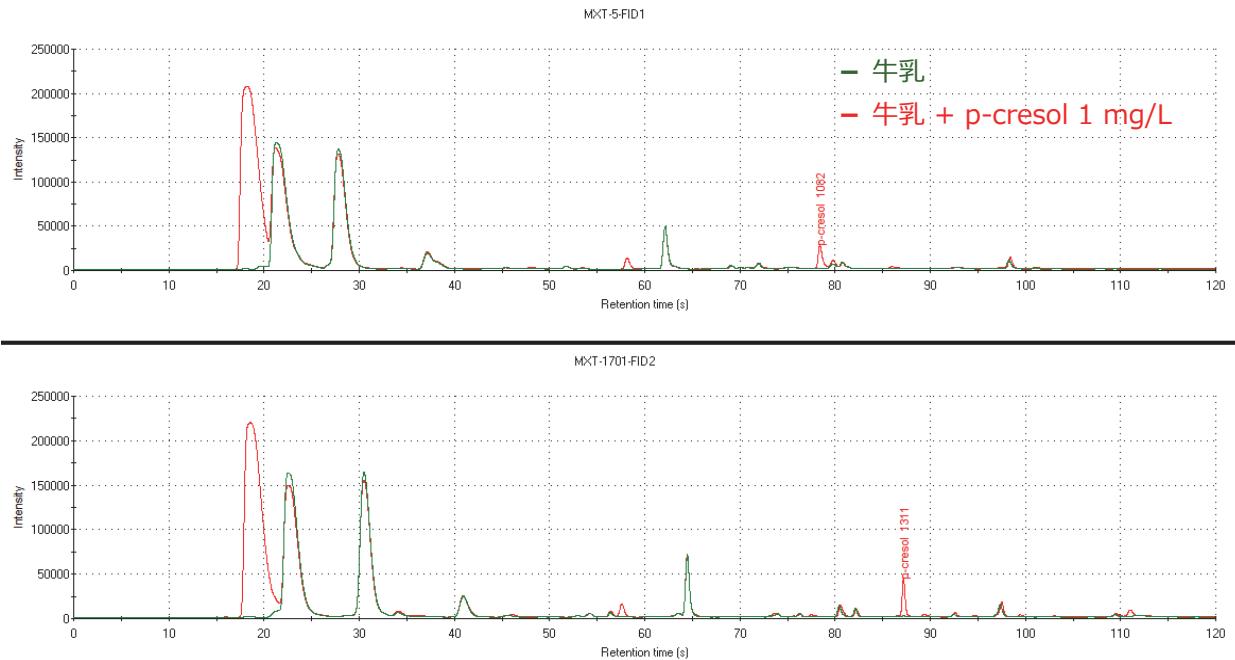 MXT-5-FID1
250000
200000
150000
100000
50000
0
Intensity
— 牛乳
— 牛乳 + p-cresol 1 mg/L
p-cresol 1082
0 10 20 30 40 50 60 70 80 90 100 110 120
Retention time (s)
MXT-1701-FID2
250000
200000
150000
100000
50000
0
Intensity
p-cresol 1311
0 10 20 30 40 50 60 70 80 90 100 110 120
Retention time (s)